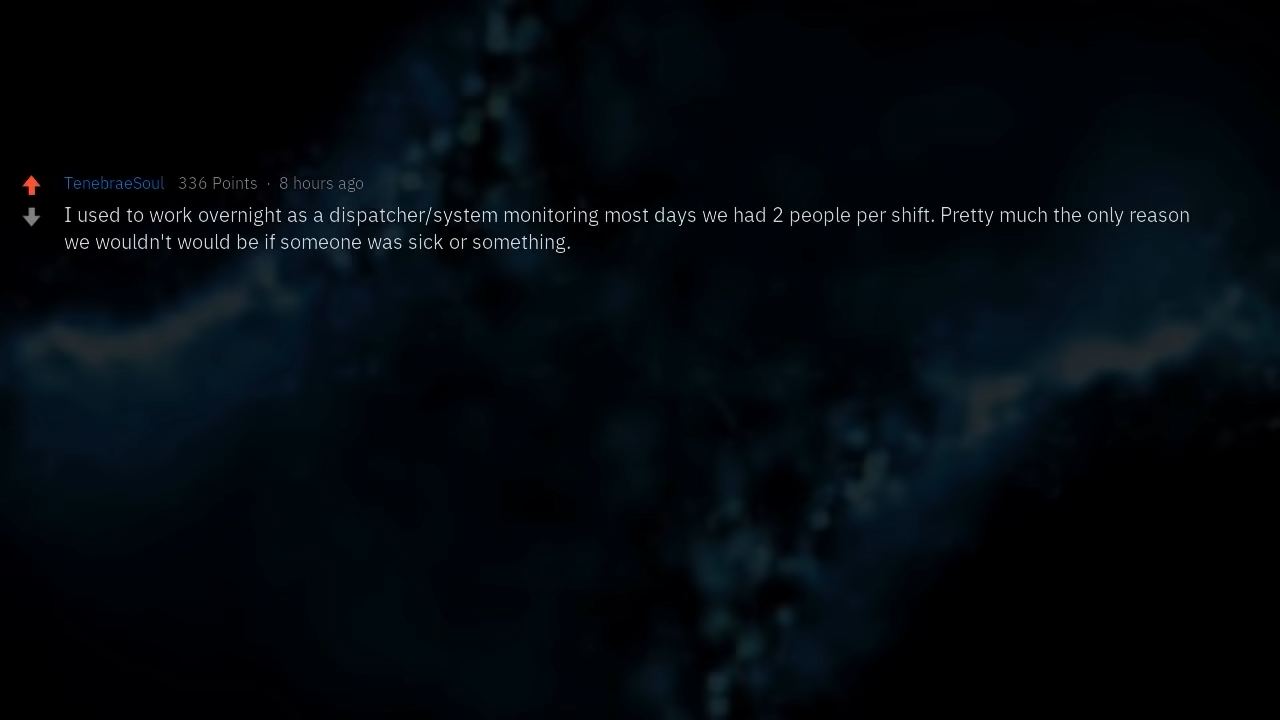 TenebraeSoul 336 Points · 8 hours ago
I used to work overnight as a dispatcher/system monitoring most days we had 2 people per shift. Pretty much the only reason
we wouldn't would be if someone was sick or something.